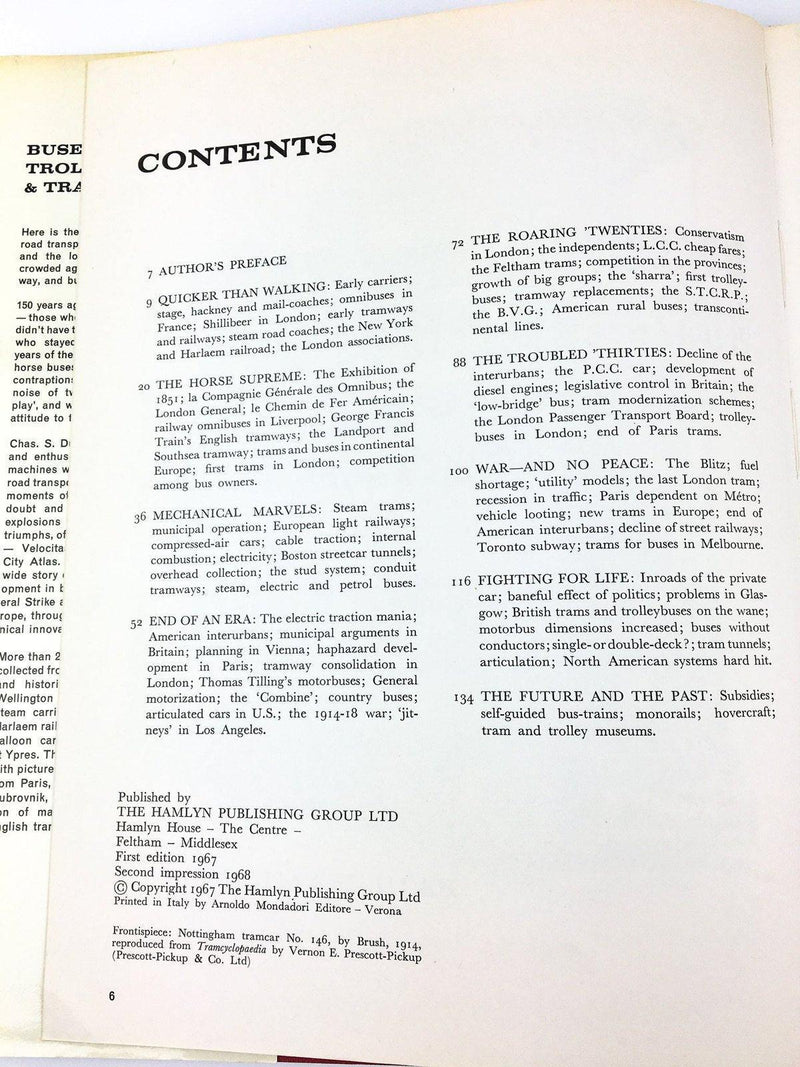 BUSE
TROL
& TRA
Here is the
road transp
and the lo
crowded ag
way, and bu
150 years ag
— those wh
didn't have t
who stayed
years of the
horse buses
contraptions
noise of tw
play', and w
attitude to t
Chas. S. D
and enthus
machines w
road transpo
moments of
doubt and
explosions
triumphs, of
— Velocita
City Atlas.
wide story
opment in b
eral Strike a
rope, throug
nical innova
More than 2
collected fro
and histori
Wellington
team carri
Harlaem rail
alloon car
t Ypres. Th
ith picture
om Paris,
ubrovnik,
on of ma
glish trar
CONTENTS
7 AUTHOR'S PREFACE
9 QUICKER THAN WALKING: Early carriers;
stage, hackney and mail-coaches; omnibuses in
France; Shillibeer in London; early tramways
and railways; steam road coaches; the New York
and Harlaem railroad; the London associations.
20 THE HORSE SUPREME: The Exhibition of
1851; la Compagnie Générale des Omnibus; the
London General; le Chemin de Fer Américain;
railway omnibuses in Liverpool; George Francis
Train's English tramways; the Landport and
Southsea tramway; trams and buses in continental
Europe; first trams in London; competition
among bus owners.
36 MECHANICAL MARVELS: Steam trams;
municipal operation; European light railways;
compressed-air cars; cable traction; internal
combustion; electricity; Boston streetcar tunnels;
overhead collection; the stud system; conduit
tramways; steam, electric and petrol buses.
52 END OF AN ERA: The electric traction mania;
American interurbans; municipal arguments in
Britain; planning in Vienna; haphazard devel-
opment in Paris; tramway consolidation in
London; Thomas Tilling's motorbuses; General
motorization; the 'Combine'; country buses;
articulated cars in U.S.; the 1914-18 war; 'jit-
neys' in Los Angeles.
72 THE ROARING 'TWENTIES: Conservatism
in London; the independents; L.C.C. cheap fares;
the Feltham trams; competition in the provinces;
growth of big groups; the 'sharra'; first trolley-
buses; tramway replacements; the S.T.C.R.P.;
the B.V.G.; American rural buses; transconti-
nental lines.
88 THE TROUBLED 'THIRTIES: Decline of the
interurbans; the P.C.C. car; development of
diesel engines; legislative control in Britain; the
'low-bridge' bus; tram modernization schemes;
the London Passenger Transport Board; trolley-
buses in London; end of Paris trams.
100 WAR—AND NO PEACE: The Blitz; fuel
shortage; 'utility' models; the last London tram;
recession in traffic; Paris dependent on Métro;
vehicle looting; new trams in Europe; end of
American interurbans; decline of street railways;
Toronto subway; trams for buses in Melbourne.
116 FIGHTING FOR LIFE: Inroads of the private
car; baneful effect of politics; problems in Glas-
gow; British trams and trolleybuses on the wane;
motorbus dimensions increased; buses without
conductors; single- or double-deck?; tram tunnels;
articulation; North American systems hard hit.
134 THE FUTURE AND THE PAST: Subsidies;
self-guided bus-trains; monorails; hovercraft;
tram and trolley museums.
Published by
THE HAMLYN PUBLISHING GROUP LTD
Hamlyn House – The Centre –
Feltham – Middlesex
First edition 1967
Second impression 1968
© Copyright 1967 The Hamlyn Publishing Group Ltd
Printed in Italy by Arnoldo Mondadori Editore – Verona
Frontispiece: Nottingham tramcar No. 146, by Brush, 1914,
reproduced from Tramcyclopaedia by Vernon E. Prescott-Pickup
(Prescott-Pickup & Co. Ltd)
6